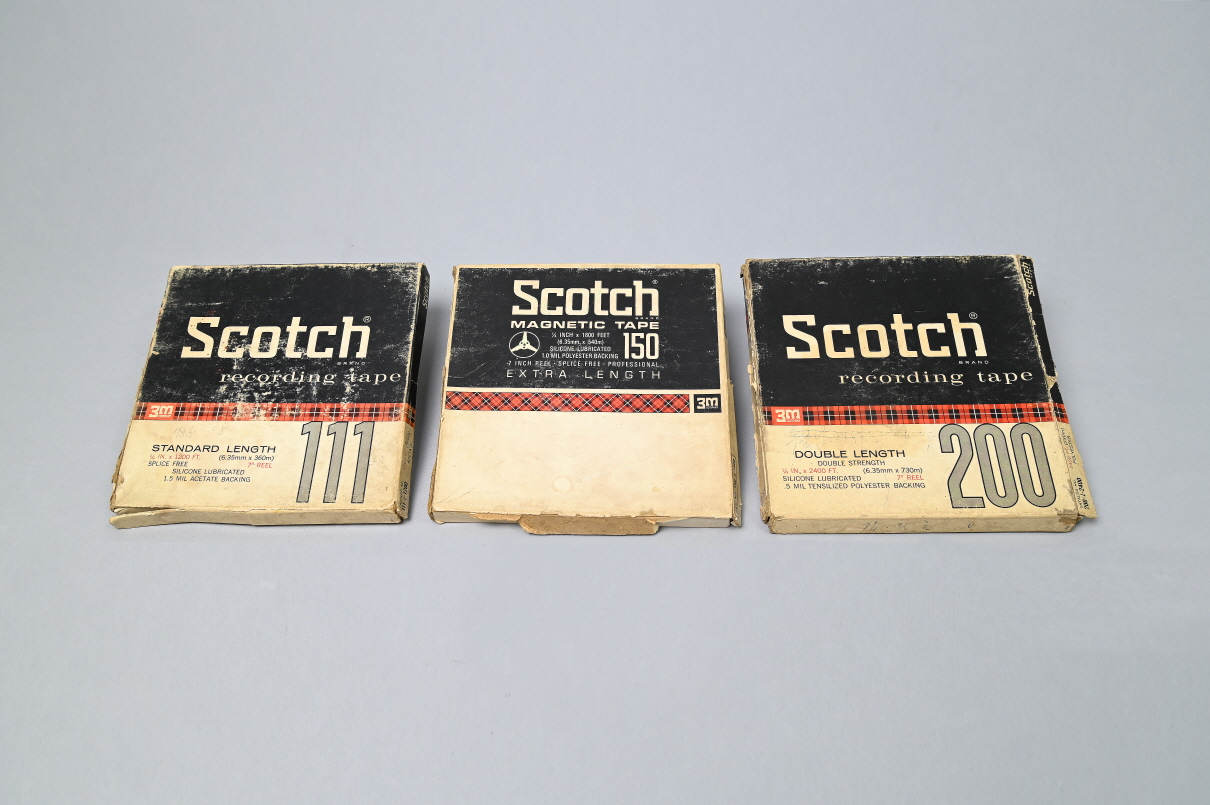 Scotch®
BRAND
recording tape
3m
STANDARD LENGTH
¼ IN. x 1200 FT. (6.35mm x 360m)
SPLICE FREE 7" REEL
SILICONE LUBRICATED
1.5 MIL ACETATE BACKING
111
Scotch
Scotch®
BRAND
MAGNETIC TAPE
¼ INCH x 1800 FEET
(6.35mm, x 540m)
SILICONE LUBRICATED
1.0 MIL POLYESTER BACKING
150
7 INCH REEL · SPLICE FREE · PROFESSIONAL
EXTRA LENGTH
3m
Scotch®
BRAND
recording tape
3m
DOUBLE LENGTH
DOUBLE STRENGTH
¼ IN. x 2400 FT. (6.35mm x 730m)
SILICONE LUBRICATED 7" REEL
.5 MIL TENSILIZED POLYESTER BACKING
200
Scotch